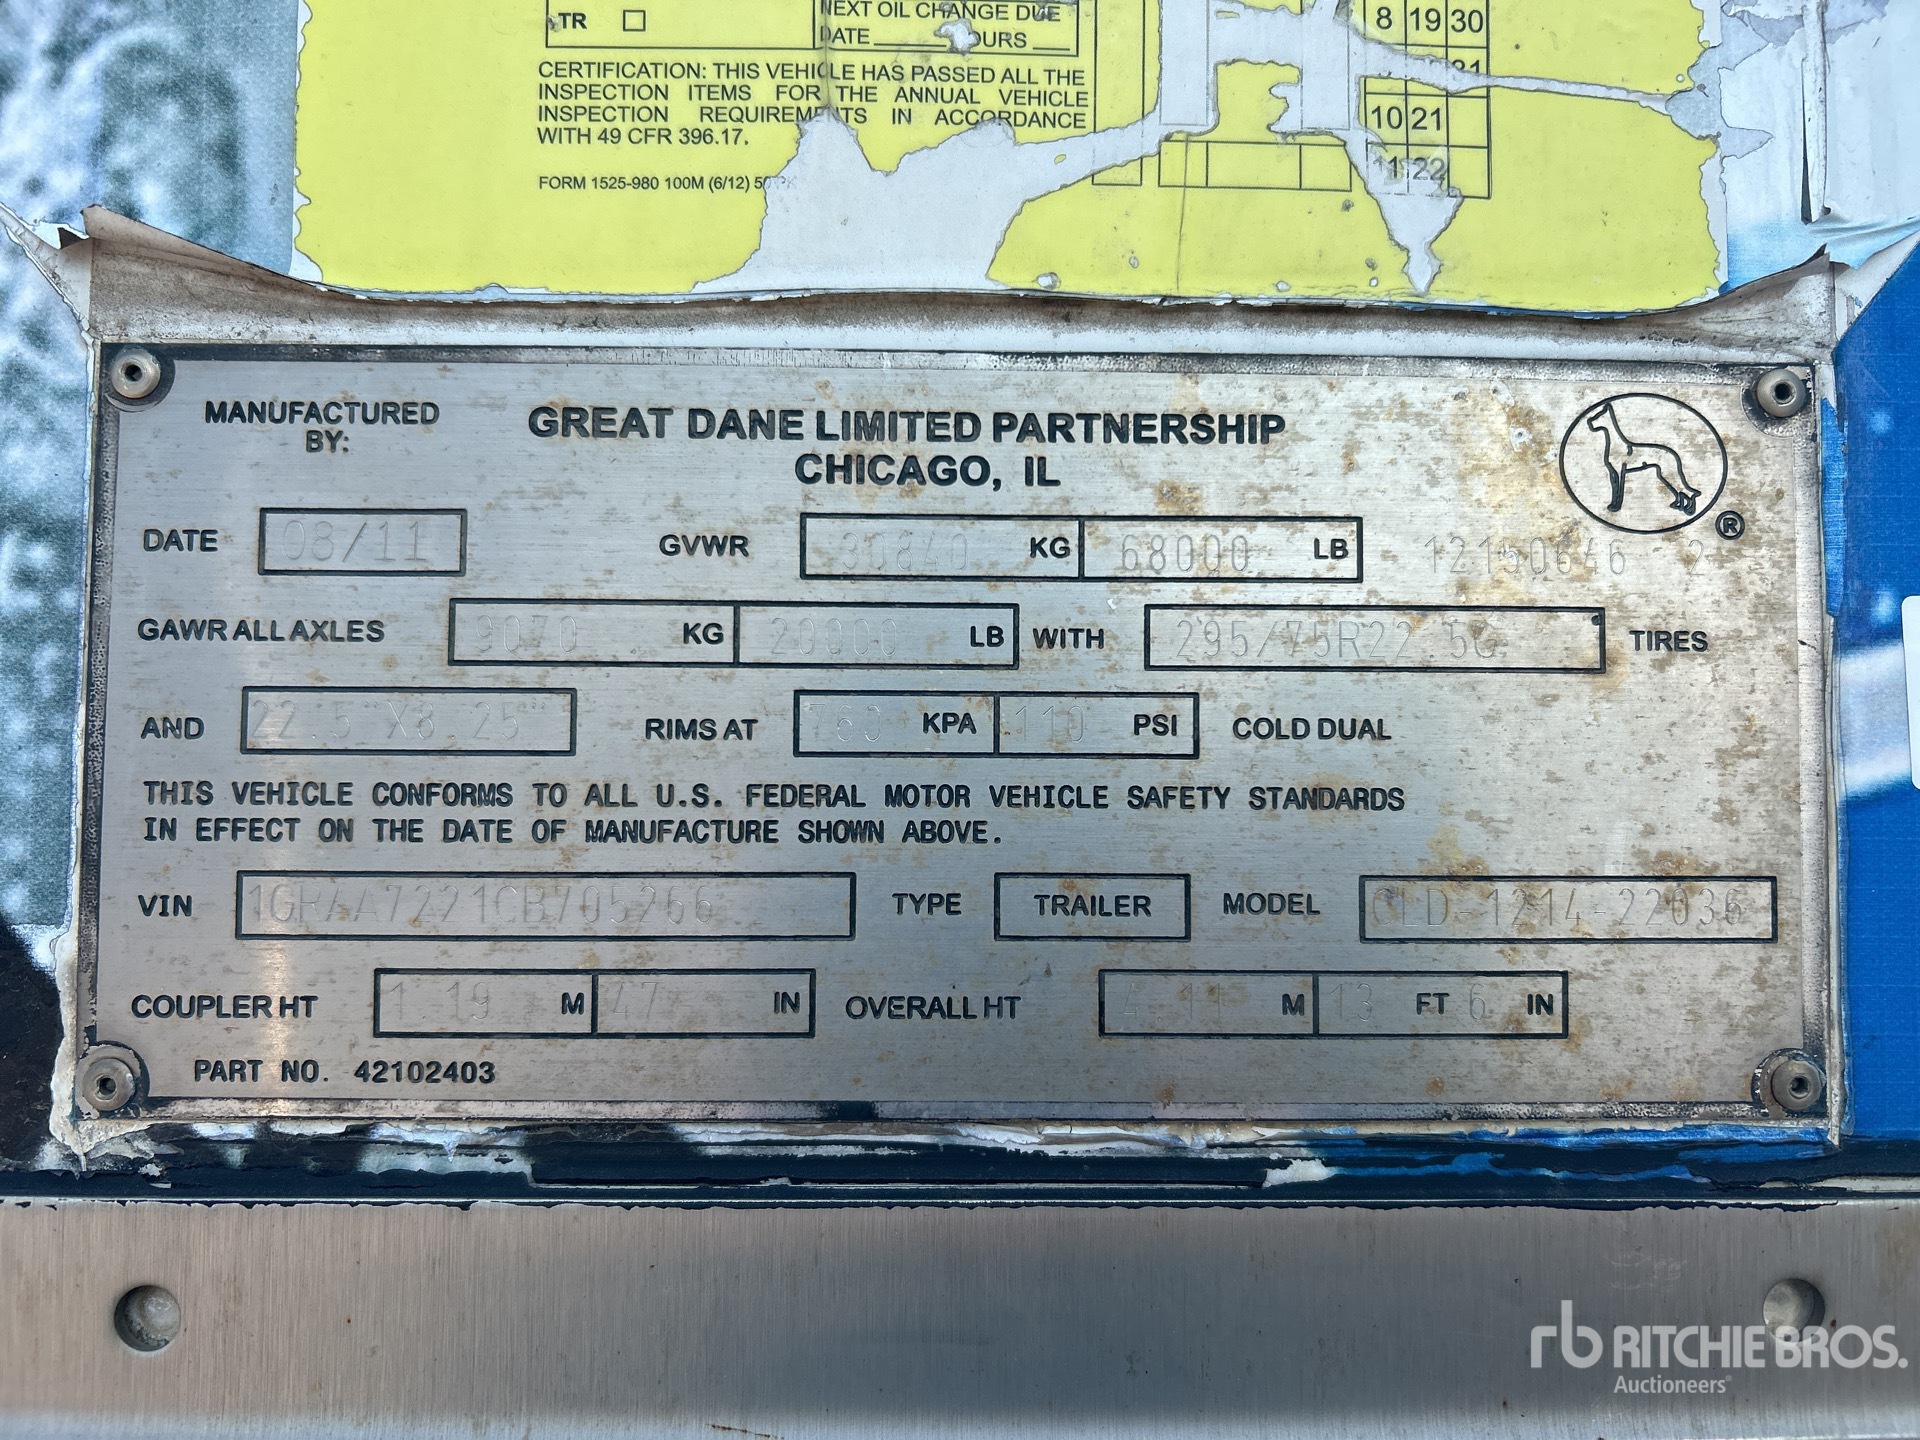 TR
NEXT OIL CHANGE DUE
DATE
8 19 30
CERTIFICATION: THIS VEHICLE HAS PASSED ALL THE
INSPECTION ITEMS FOR THE ANNUAL VEHICLE
INSPECTION REQUIREMENTS IN ACCORDANCE
WITH 49 CFR 396.17.
10 21
22
FORM 1525-980 100M (6/12)
MANUFACTURED
BY:
GREAT DANE LIMITED PARTNERSHIP
CHICAGO, IL
®
DATE 08/11 GVWR 30840 KG 68000 LB 12150646 2
GAWR ALL AXLES 9070 KG 20000 LB WITH 295/75R22.5G TIRES
AND 22.5"X8.25" RIMS AT 760 KPA 110 PSI COLD DUAL
THIS VEHICLE CONFORMS TO ALL U.S. FEDERAL MOTOR VEHICLE SAFETY STANDARDS
IN EFFECT ON THE DATE OF MANUFACTURE SHOWN ABOVE.
VIN 1GRAA7221CB705266 TYPE TRAILER MODEL CLD-1214-22036
COUPLER HT 1.19 M 47 IN OVERALL HT 4.11 M 13 FT 6 IN
PART NO. 42102403
rb RITCHIE BROS.
Auctioneers